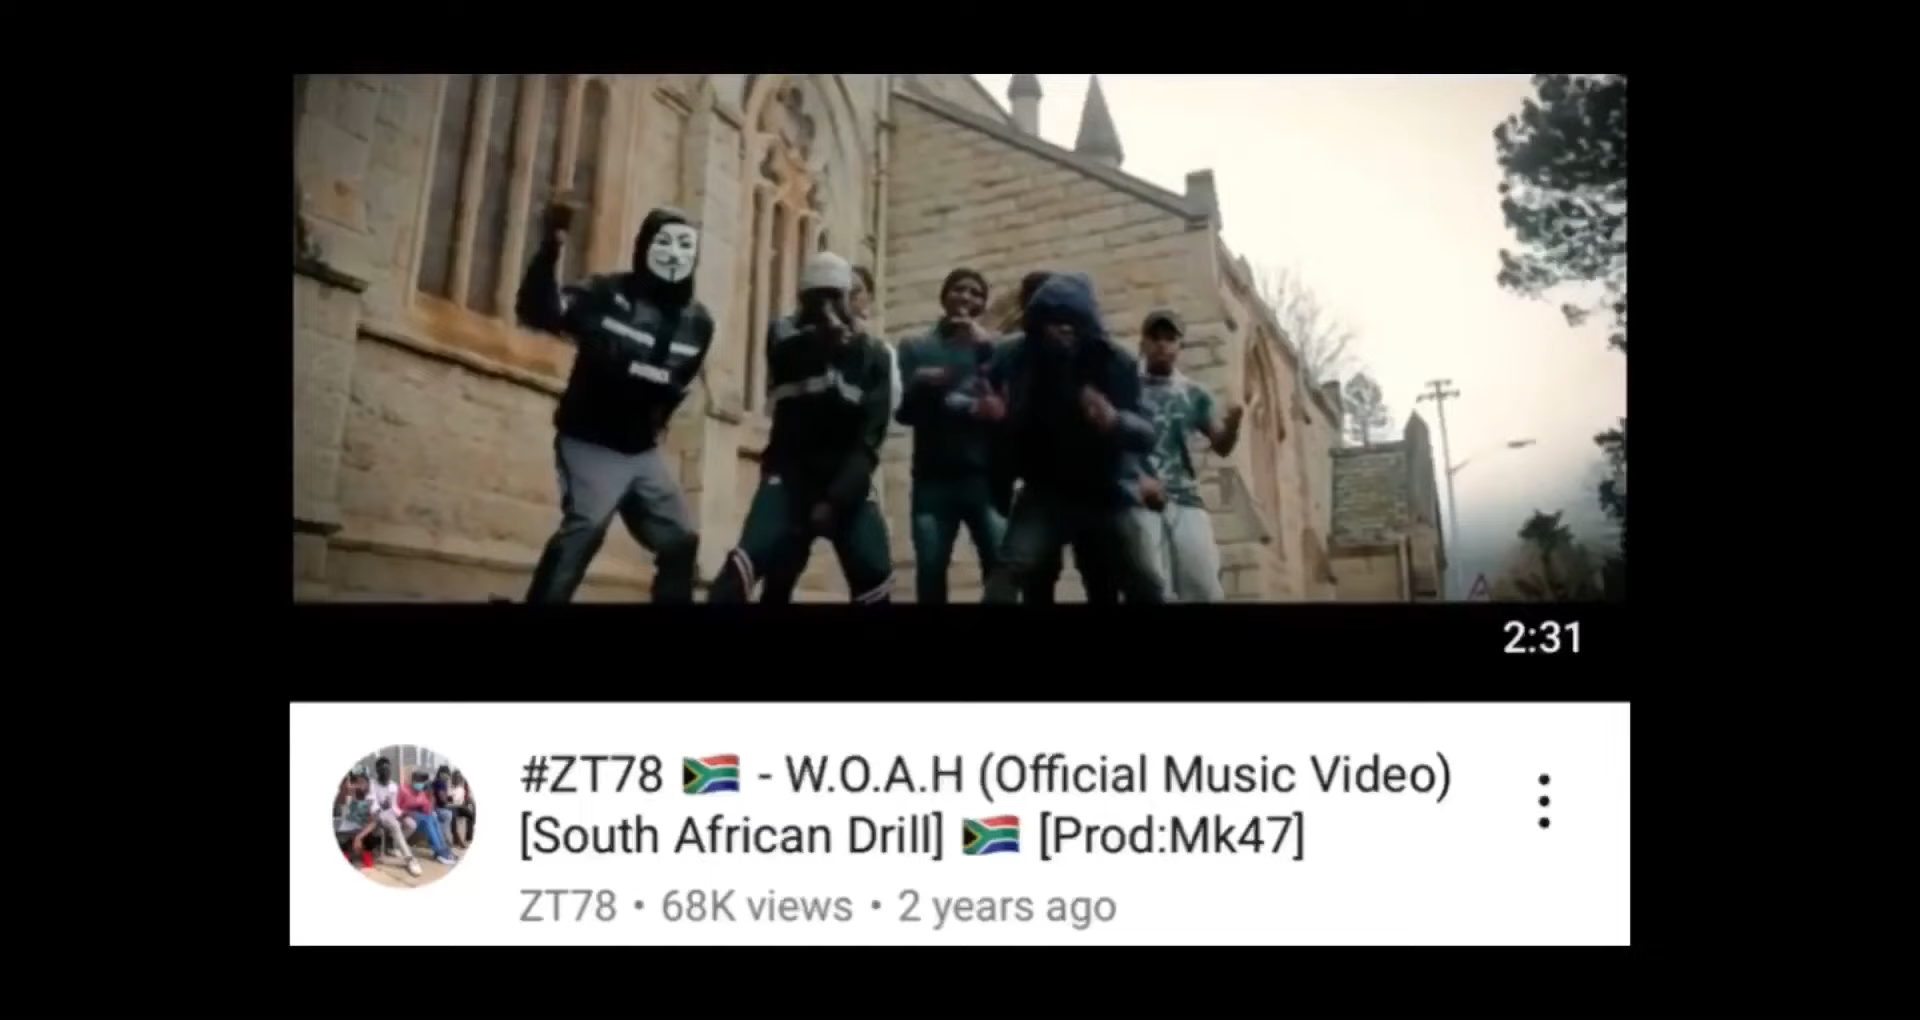 2:31
#ZT78 🇿🇦 - W.O.A.H (Official Music Video)
[South African Drill] 🇿🇦 [Prod:Mk47]
ZT78 • 68K views • 2 years ago